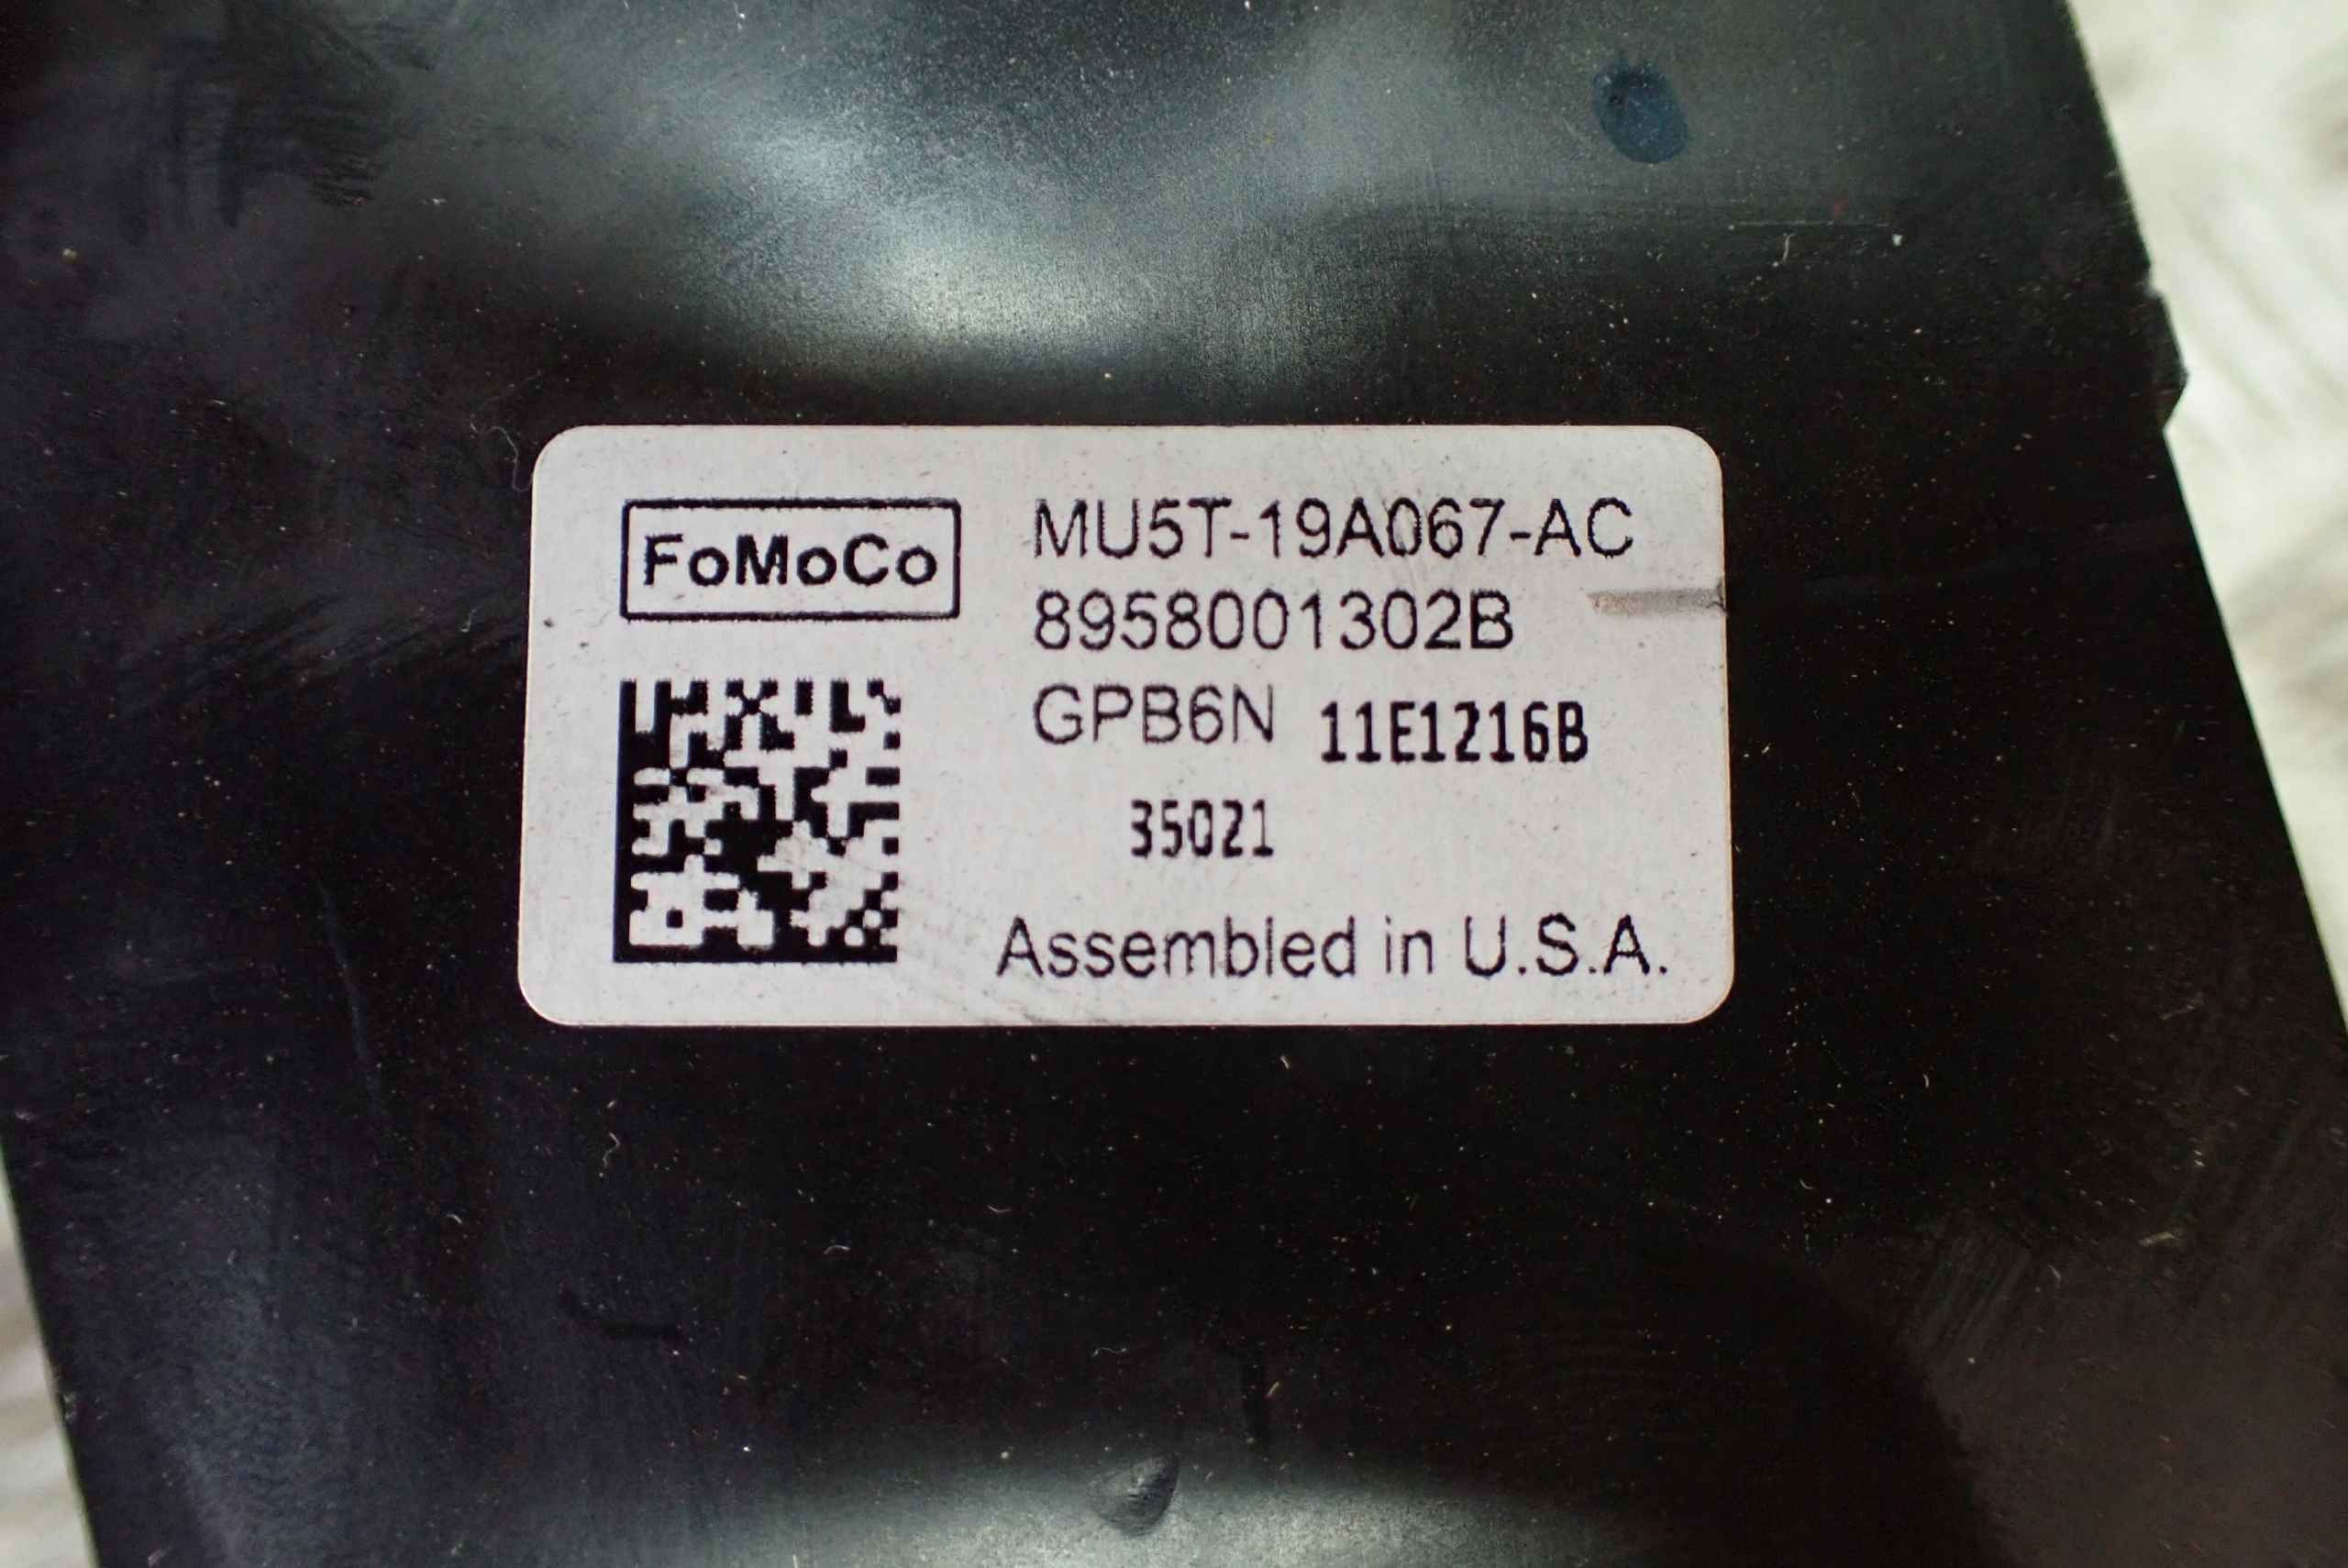 FoMoCo
MU5T-19A067-AC
8958001302B
GPB6N 11E1216B
35021
Assembled in U.S.A.